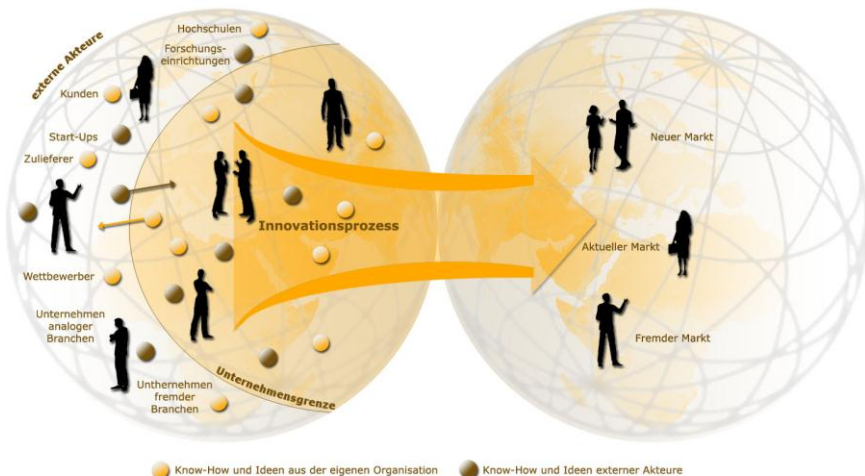 Hochschulen
Forschungs-
einrichtungen
externe Akteure
Kunden
Start-Ups
Zulieferer
Wettbewerber
Unternehmen
analoger
Branchen
Unthernehmen
fremder
Branchen
Innovationsprozess
Unternehmensgrenze
Neuer Markt
Aktueller Markt
Fremder Markt
Know-How und Ideen aus der eigenen Organisation
Know-How und Ideen externer Akteure